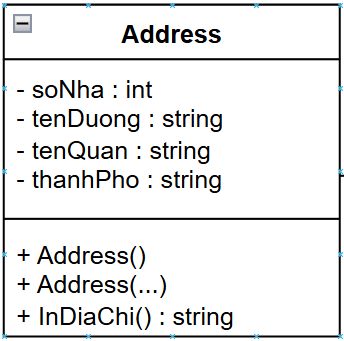 Address
- soNha : int
- tenDuong : string
- tenQuan : string
- thanhPho : string
+ Address()
+ Address(...)
+ InDiaChi() : string